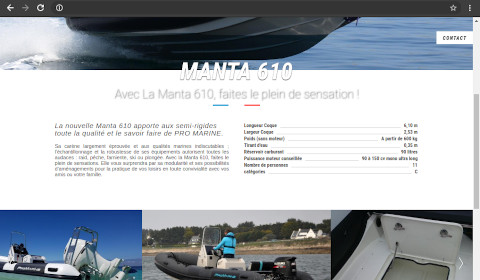 CONTACT
MANTA 610
Avec La Manta 610, faites le plein de sensation !
La nouvelle Manta 610 apporte aux semi-rigides
toute la qualité et le savoir faire de PRO MARINE.
Sa carène largement éprouvée et aux qualités marines indiscutables ;
l'échantillonnage et la robustesse de ses équipements autorisent toutes les
audaces : raid, pêche, farniente, ski ou plongée. Avec la Manta 610, faites le
plein de sensations. Elle vous surprendra par sa modularité et ses possibilités
d'aménagements pour la pratique de vos loisirs en toute convivialité avec vos
amis ou votre famille.
Longueur Coque 6,10 m
Largeur Coque 2,53 m
Poids (sans moteur) A partir de 600 kg
Tirant d'eau 0,35 m
Réservoir carburant 90 litres
Puissance moteur conseillée 90 à 150 cv mono ultra long
Nombre de personnes 11
catégories C